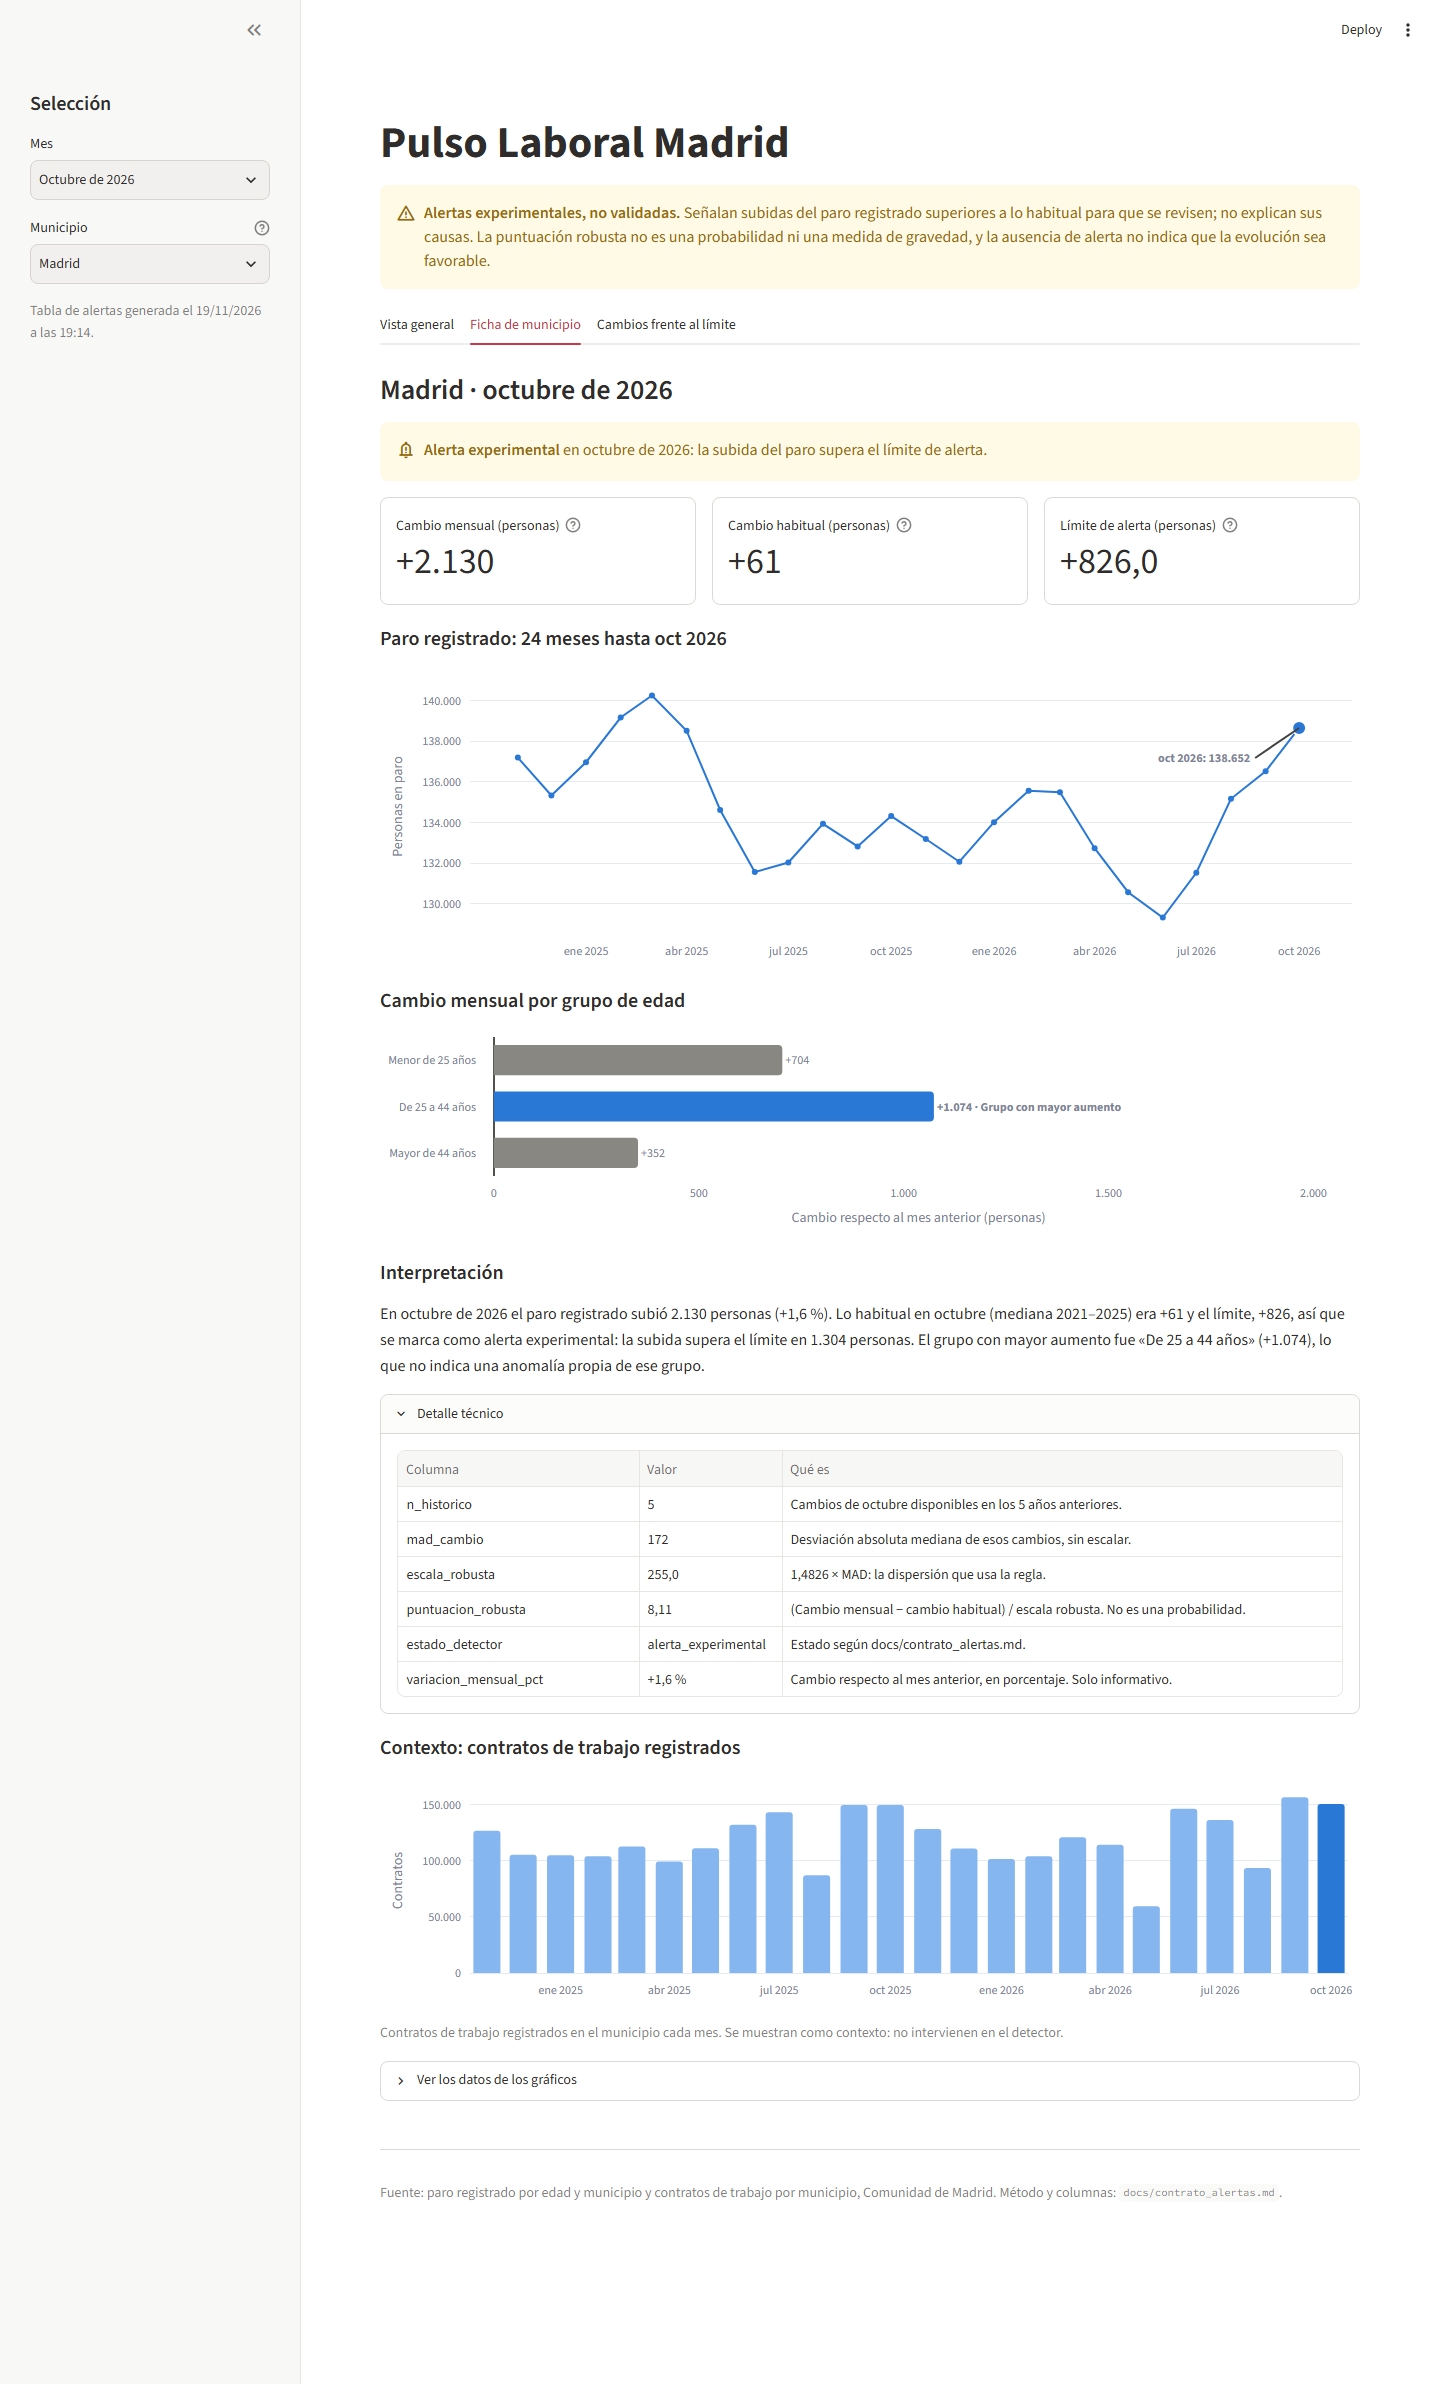 Deploy
Selección
Mes
Octubre de 2026
Municipio
Madrid
Tabla de alertas generada el 19/11/2026
a las 19:14.
Pulso Laboral Madrid
Alertas experimentales, no validadas. Señalan subidas del paro registrado superiores a lo habitual para que se revisen; no explican sus
causas. La puntuación robusta no es una probabilidad ni una medida de gravedad, y la ausencia de alerta no indica que la evolución sea
favorable.
Vista general Ficha de municipio Cambios frente al límite
Madrid · octubre de 2026
Alerta experimental en octubre de 2026: la subida del paro supera el límite de alerta.
Cambio mensual (personas) Cambio habitual (personas) Límite de alerta (personas)
+2.130 +61 +826,0
Paro registrado: 24 meses hasta oct 2026
Personas en paro
140.000
138.000
oct 2026: 138.652
136.000
134.000
132.000
130.000
ene 2025 abr 2025 jul 2025 oct 2025 ene 2026 abr 2026 jul 2026 oct 2026
Cambio mensual por grupo de edad
Menor de 25 años +704
De 25 a 44 años +1.074 · Grupo con mayor aumento
Mayor de 44 años +352
0 500 1.000 1.500 2.000
Cambio respecto al mes anterior (personas)
Interpretación
En octubre de 2026 el paro registrado subió 2.130 personas (+1,6 %). Lo habitual en octubre (mediana 2021–2025) era +61 y el límite, +826, así que
se marca como alerta experimental: la subida supera el límite en 1.304 personas. El grupo con mayor aumento fue «De 25 a 44 años» (+1.074), lo
que no indica una anomalía propia de ese grupo.
Detalle técnico
Columna Valor Qué es
n_historico 5 Cambios de octubre disponibles en los 5 años anteriores.
mad_cambio 172 Desviación absoluta mediana de esos cambios, sin escalar.
escala_robusta 255,0 1,4826 × MAD: la dispersión que usa la regla.
puntuacion_robusta 8,11 (Cambio mensual − cambio habitual) / escala robusta. No es una probabilidad.
estado_detector alerta_experimental Estado según docs/contrato_alertas.md.
variacion_mensual_pct +1,6 % Cambio respecto al mes anterior, en porcentaje. Solo informativo.
Contexto: contratos de trabajo registrados
Contratos
150.000
100.000
50.000
0
ene 2025 abr 2025 jul 2025 oct 2025 ene 2026 abr 2026 jul 2026 oct 2026
Contratos de trabajo registrados en el municipio cada mes. Se muestran como contexto: no intervienen en el detector.
Ver los datos de los gráficos
Fuente: paro registrado por edad y municipio y contratos de trabajo por municipio, Comunidad de Madrid. Método y columnas: docs/contrato_alertas.md .